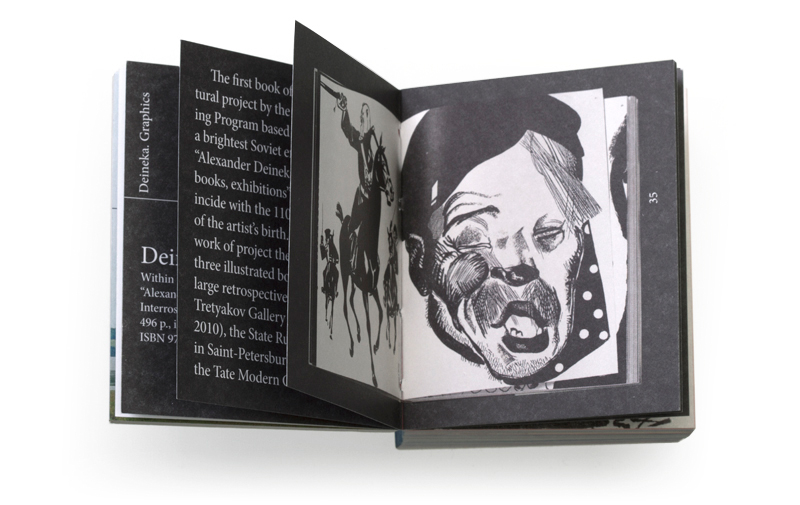 Deineka. Graphics
Dei
Within
“Alexan
Interros
496 p., i
ISBN 97
The first book of
tural project by the
ing Program based
a brightest Soviet e
“Alexander Deinek
books, exhibitions”
incide with the 110
of the artist’s birth.
work of project the
three illustrated bo
large retrospective
Tretyakov Gallery
2010), the State Ru
in Saint-Petersbur
the Tate Modern G
35